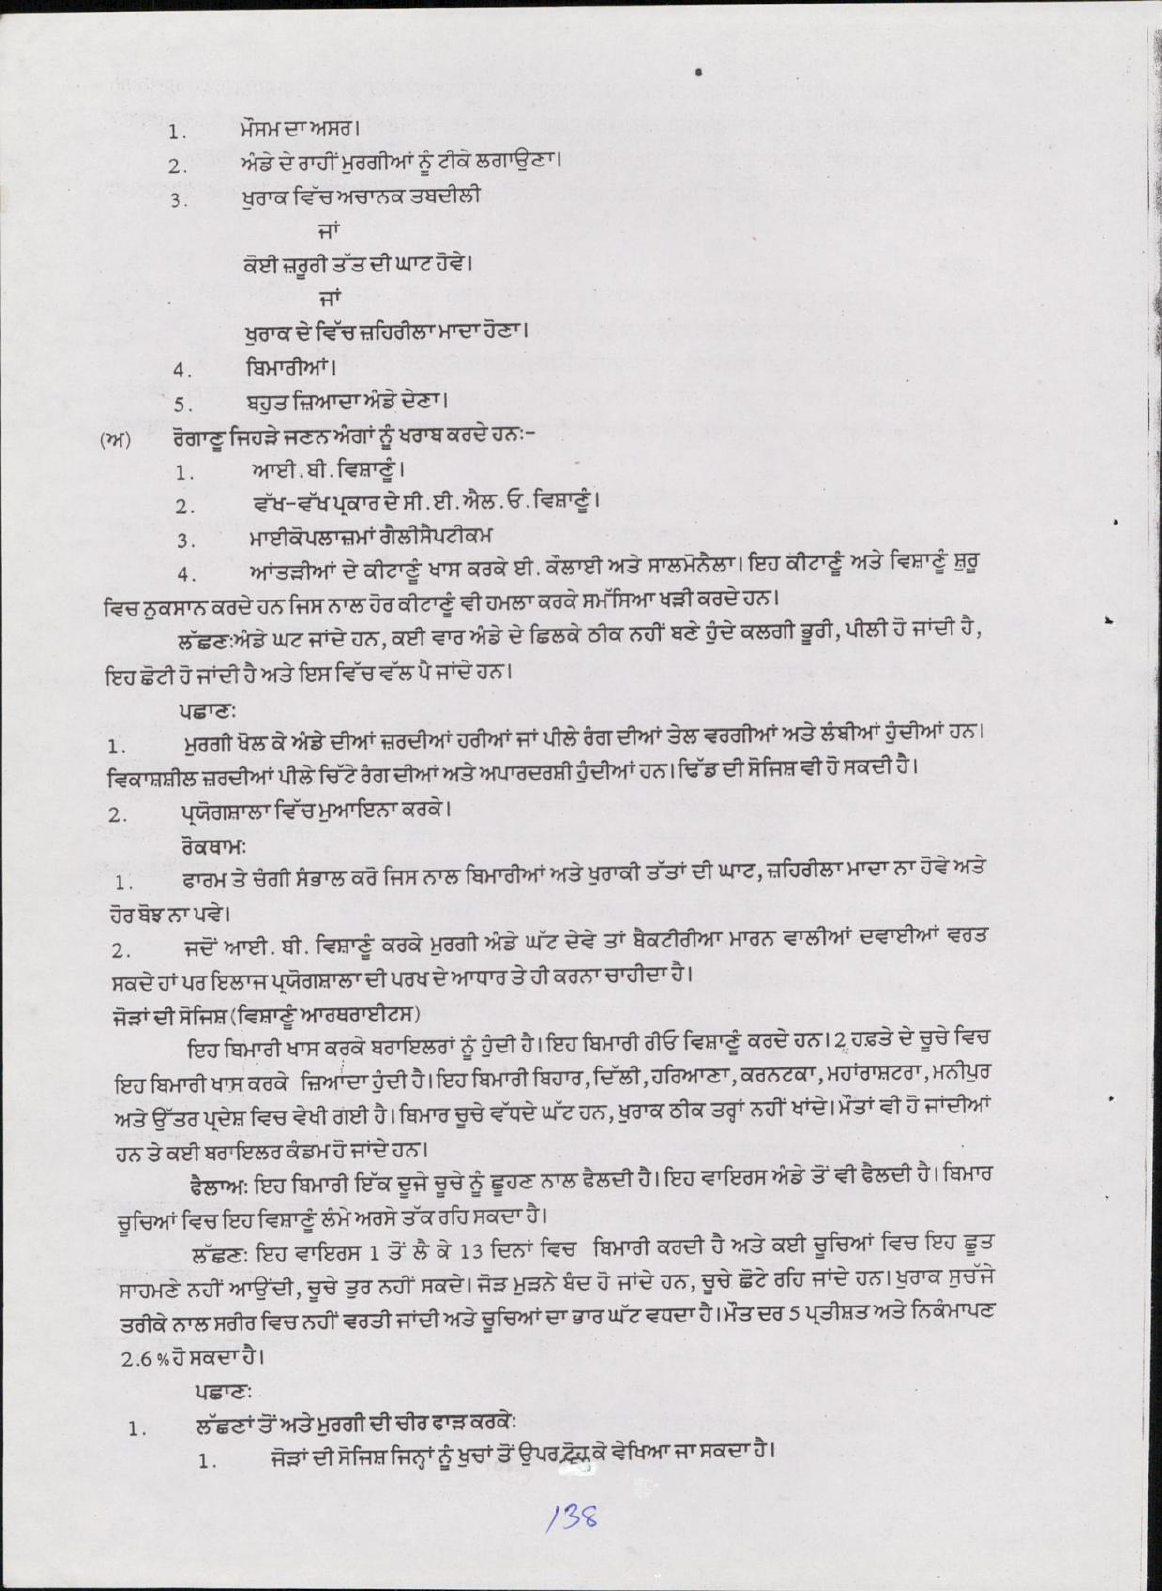 1. ਮੌਸਮ ਦਾ ਅਸਰ।
2. ਅੰਡੇ ਦੇ ਰਾਹੀਂ ਮੁਰਗੀਆਂ ਨੂੰ ਟੀਕੇ ਲਗਾਉਣਾ।
3. ਖੁਰਾਕ ਵਿੱਚ ਅਚਾਨਕ ਤਬਦੀਲੀ
ਜਾਂ
ਕੋਈ ਜ਼ਰੂਰੀ ਤੱਤ ਦੀ ਘਾਟ ਹੋਵੇ।
ਜਾਂ
ਖੁਰਾਕ ਦੇ ਵਿੱਚ ਜ਼ਹਿਰੀਲਾ ਮਾਦਾ ਹੋਣਾ।
4. ਬਿਮਾਰੀਆਂ।
5. ਬਹੁਤ ਜ਼ਿਆਦਾ ਅੰਡੇ ਦੇਣਾ।
(ਅ) ਰੋਗਾਣੂ ਜਿਹੜੇ ਜਣਨ ਅੰਗਾਂ ਨੂੰ ਖਰਾਬ ਕਰਦੇ ਹਨ:-
1. ਆਈ.ਬੀ.ਵਿਸ਼ਾਣੂੰ।
2. ਵੱਖ-ਵੱਖ ਪ੍ਰਕਾਰ ਦੇ ਸੀ.ਈ.ਐਲ.ਓ.ਵਿਸ਼ਾਣੂੰ।
3. ਮਾਈਕੋਪਲਾਜ਼ਮਾਂ ਗੈਲੀਸੈਪਟੀਕਮ
4. ਆਂਤੜੀਆਂ ਦੇ ਕੀਟਾਣੂੰ ਖਾਸ ਕਰਕੇ ਈ. ਕੌਲਾਈ ਅਤੇ ਸਾਲਮੋਨੈਲਾ। ਇਹ ਕੀਟਾਣੂੰ ਅਤੇ ਵਿਸ਼ਾਣੂੰ ਸ਼ੁਰੂ
ਵਿਚ ਨੁਕਸਾਨ ਕਰਦੇ ਹਨ ਜਿਸ ਨਾਲ ਹੋਰ ਕੀਟਾਣੂੰ ਵੀ ਹਮਲਾ ਕਰਕੇ ਸਮੱਸਿਆ ਖੜੀ ਕਰਦੇ ਹਨ।
ਲੱਛਣ:ਅੰਡੇ ਘਟ ਜਾਂਦੇ ਹਨ, ਕਈ ਵਾਰ ਅੰਡੇ ਦੇ ਛਿਲਕੇ ਠੀਕ ਨਹੀਂ ਬਣੇ ਹੁੰਦੇ ਕਲਗੀ ਭੂਰੀ, ਪੀਲੀ ਹੋ ਜਾਂਦੀ ਹੈ,
ਇਹ ਛੋਟੀ ਹੋ ਜਾਂਦੀ ਹੈ ਅਤੇ ਇਸ ਵਿੱਚ ਵੱਲ ਪੈ ਜਾਂਦੇ ਹਨ।
ਪਛਾਣ:
1. ਮੁਰਗੀ ਖੋਲ ਕੇ ਅੰਡੇ ਦੀਆਂ ਜ਼ਰਦੀਆਂ ਹਰੀਆਂ ਜਾਂ ਪੀਲੇ ਰੰਗ ਦੀਆਂ ਤੇਲ ਵਰਗੀਆਂ ਅਤੇ ਲੰਬੀਆਂ ਹੁੰਦੀਆਂ ਹਨ।
ਵਿਕਾਸ਼ਸ਼ੀਲ ਜ਼ਰਦੀਆਂ ਪੀਲੇ ਚਿੱਟੇ ਰੰਗ ਦੀਆਂ ਅਤੇ ਅਪਾਰਦਰਸ਼ੀ ਹੁੰਦੀਆਂ ਹਨ। ਢਿੱਡ ਦੀ ਸੋਜਿਸ਼ ਵੀ ਹੋ ਸਕਦੀ ਹੈ।
2. ਪ੍ਰਯੋਗਸ਼ਾਲਾ ਵਿੱਚ ਮੁਆਇਨਾ ਕਰਕੇ।
ਰੋਕਥਾਮ:
1. ਫਾਰਮ ਤੇ ਚੰਗੀ ਸੰਭਾਲ ਕਰੋ ਜਿਸ ਨਾਲ ਬਿਮਾਰੀਆਂ ਅਤੇ ਖੁਰਾਕੀ ਤੱਤਾਂ ਦੀ ਘਾਟ, ਜ਼ਹਿਰੀਲਾ ਮਾਦਾ ਨਾ ਹੋਵੇ ਅਤੇ
ਹੋਰ ਬੋਝ ਨਾ ਪਵੇ।
2. ਜਦੋਂ ਆਈ. ਬੀ. ਵਿਸ਼ਾਣੂੰ ਕਰਕੇ ਮੁਰਗੀ ਅੰਡੇ ਘੱਟ ਦੇਵੇ ਤਾਂ ਬੈਕਟੀਰੀਆ ਮਾਰਨ ਵਾਲੀਆਂ ਦਵਾਈਆਂ ਵਰਤ
ਸਕਦੇ ਹਾਂ ਪਰ ਇਲਾਜ ਪ੍ਰਯੋਗਸ਼ਾਲਾ ਦੀ ਪਰਖ ਦੇ ਆਧਾਰ ਤੇ ਹੀ ਕਰਨਾ ਚਾਹੀਦਾ ਹੈ।
ਜੋੜਾਂ ਦੀ ਸੋਜਿਸ਼ (ਵਿਸ਼ਾਣੂੰ ਆਰਥਰਾਈਟਸ)
ਇਹ ਬਿਮਾਰੀ ਖਾਸ ਕਰਕੇ ਬਰਾਇਲਰਾਂ ਨੂੰ ਹੁੰਦੀ ਹੈ। ਇਹ ਬਿਮਾਰੀ ਰੀਓ ਵਿਸ਼ਾਣੂੰ ਕਰਦੇ ਹਨ। 2 ਹਫ਼ਤੇ ਦੇ ਚੂਚੇ ਵਿਚ
ਇਹ ਬਿਮਾਰੀ ਖਾਸ ਕਰਕੇ ਜ਼ਿਆਦਾ ਹੁੰਦੀ ਹੈ। ਇਹ ਬਿਮਾਰੀ ਬਿਹਾਰ, ਦਿੱਲੀ, ਹਰਿਆਣਾ, ਕਰਨਟਕਾ, ਮਹਾਂਰਾਸ਼ਟਰਾ, ਮਨੀਪੁਰ
ਅਤੇ ਉੱਤਰ ਪ੍ਰਦੇਸ਼ ਵਿਚ ਵੇਖੀ ਗਈ ਹੈ। ਬਿਮਾਰ ਚੂਚੇ ਵੱਧਦੇ ਘੱਟ ਹਨ, ਖੁਰਾਕ ਠੀਕ ਤਰ੍ਹਾਂ ਨਹੀਂ ਖਾਂਦੇ। ਮੌਤਾਂ ਵੀ ਹੋ ਜਾਂਦੀਆਂ
ਹਨ ਤੇ ਕਈ ਬਰਾਇਲਰ ਕੰਡਮ ਹੋ ਜਾਂਦੇ ਹਨ।
ਫੈਲਾਅ: ਇਹ ਬਿਮਾਰੀ ਇੱਕ ਦੂਜੇ ਚੂਚੇ ਨੂੰ ਛੂਹਣ ਨਾਲ ਫੈਲਦੀ ਹੈ। ਇਹ ਵਾਇਰਸ ਅੰਡੇ ਤੋਂ ਵੀ ਫੈਲਦੀ ਹੈ। ਬਿਮਾਰ
ਚੂਚਿਆਂ ਵਿਚ ਇਹ ਵਿਸ਼ਾਣੂੰ ਲੰਮੇ ਅਰਸੇ ਤੱਕ ਰਹਿ ਸਕਦਾ ਹੈ।
ਲੱਛਣ: ਇਹ ਵਾਇਰਸ 1 ਤੋਂ ਲੈ ਕੇ 13 ਦਿਨਾਂ ਵਿਚ ਬਿਮਾਰੀ ਕਰਦੀ ਹੈ ਅਤੇ ਕਈ ਚੂਚਿਆਂ ਵਿਚ ਇਹ ਛੂਤ
ਸਾਹਮਣੇ ਨਹੀਂ ਆਉਂਦੀ, ਚੂਚੇ ਤੁਰ ਨਹੀਂ ਸਕਦੇ। ਜੋੜ ਮੁੜਨੇ ਬੰਦ ਹੋ ਜਾਂਦੇ ਹਨ, ਚੂਚੇ ਛੋਟੇ ਰਹਿ ਜਾਂਦੇ ਹਨ। ਖੁਰਾਕ ਸੁਚੱਜੇ
ਤਰੀਕੇ ਨਾਲ ਸਰੀਰ ਵਿਚ ਨਹੀਂ ਵਰਤੀ ਜਾਂਦੀ ਅਤੇ ਚੂਚਿਆਂ ਦਾ ਭਾਰ ਘੱਟ ਵਧਦਾ ਹੈ। ਮੌਤ ਦਰ 5 ਪ੍ਰਤੀਸ਼ਤ ਅਤੇ ਨਿਕੰਮਾਪਣ
2.6 % ਹੋ ਸਕਦਾ ਹੈ।
ਪਛਾਣ:
1. ਲੱਛਣਾਂ ਤੋਂ ਅਤੇ ਮੁਰਗੀ ਦੀ ਚੀਰ ਫਾੜ ਕਰਕੇ:
1. ਜੋੜਾਂ ਦੀ ਸੋਜਿਸ਼ ਜਿਨ੍ਹਾਂ ਨੂੰ ਖੁਚਾਂ ਤੋਂ ਉਪਰ ਟੋਹ ਕੇ ਵੇਖਿਆ ਜਾ ਸਕਦਾ ਹੈ।
138